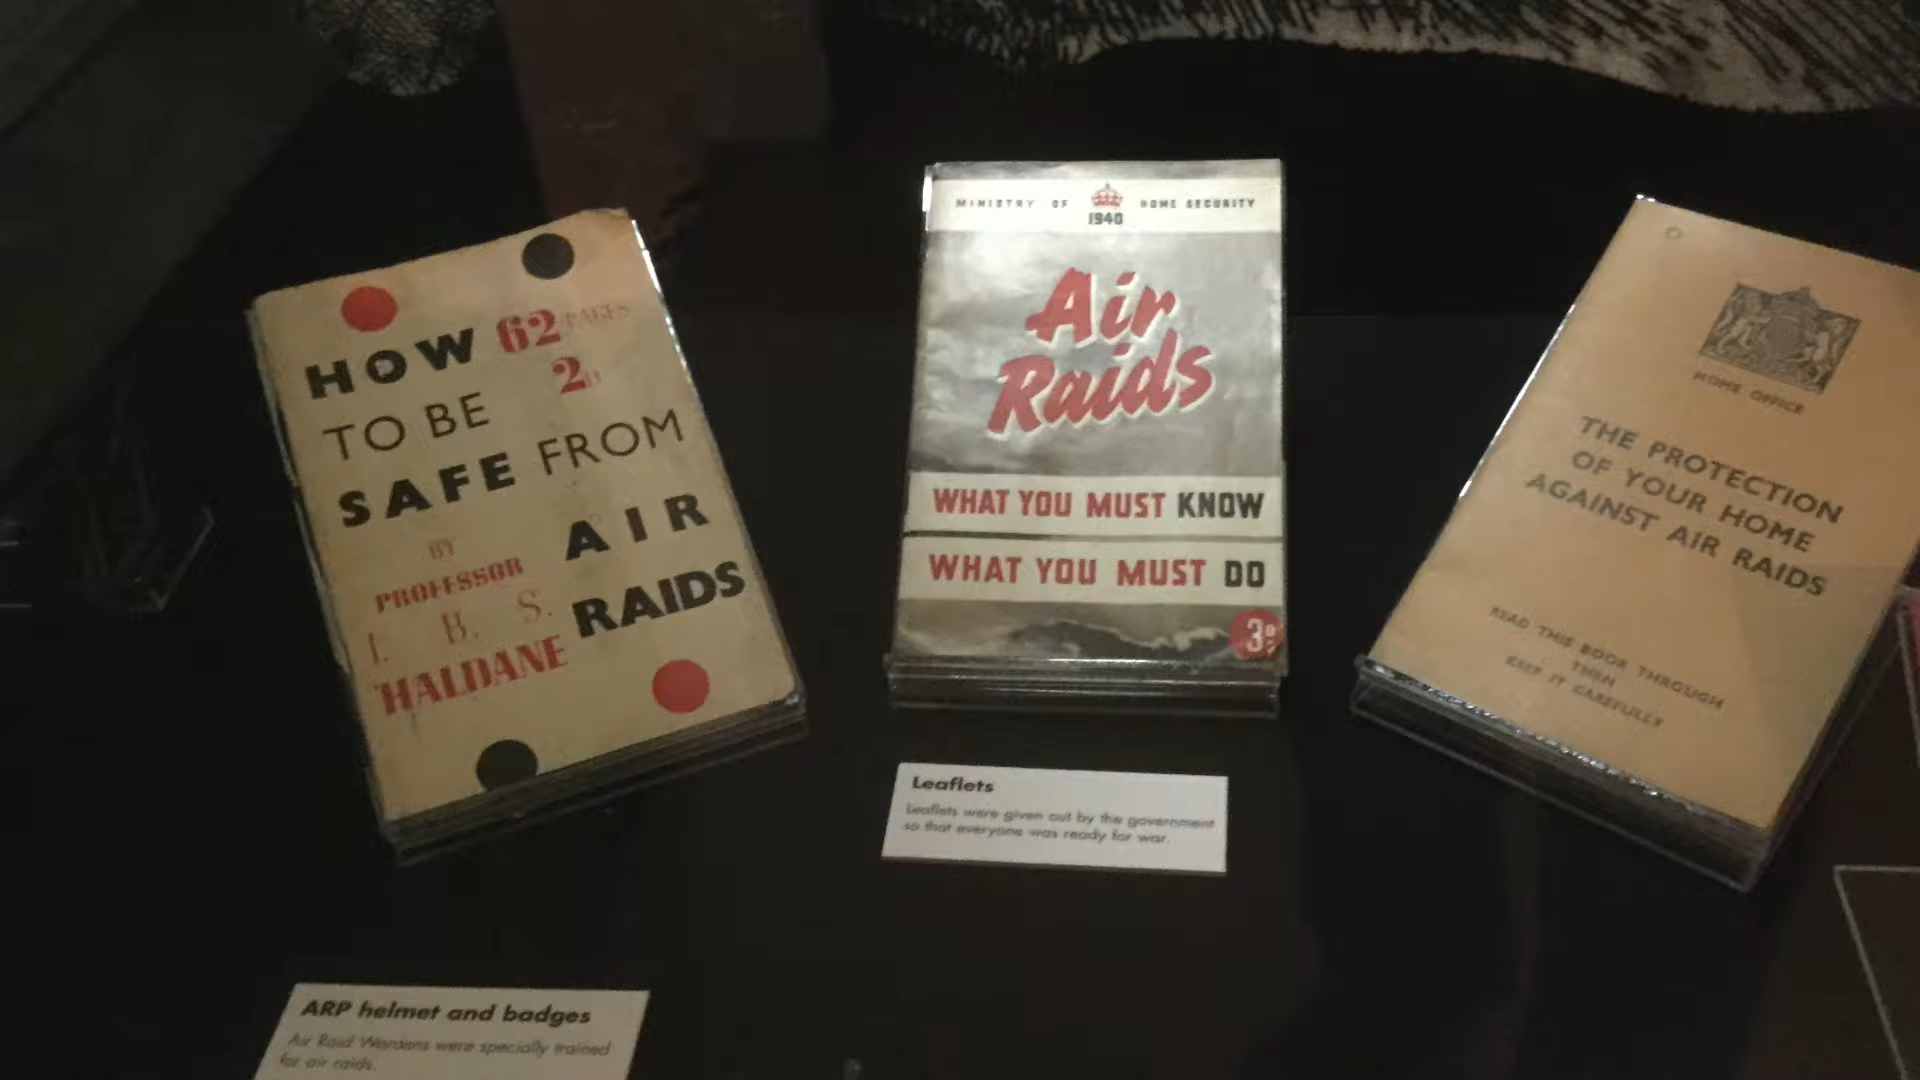 HOW 62 PAGES
2D
TO BE
SAFE FROM
AIR
RAIDS
BY
PROFESSOR
J. B. S.
HALDANE
MINISTRY OF HOME SECURITY
1940
Air
Raids
WHAT YOU MUST KNOW
WHAT YOU MUST DO
3D
HOME OFFICE
THE PROTECTION
OF YOUR HOME
AGAINST AIR RAIDS
READ THIS BOOK THROUGH
THEN
KEEP IT CAREFULLY
Leaflets
Leaflets were given out by the government
so that everyone was ready for war.
ARP helmet and badges
Air Raid Wardens were specially trained
for air raids.